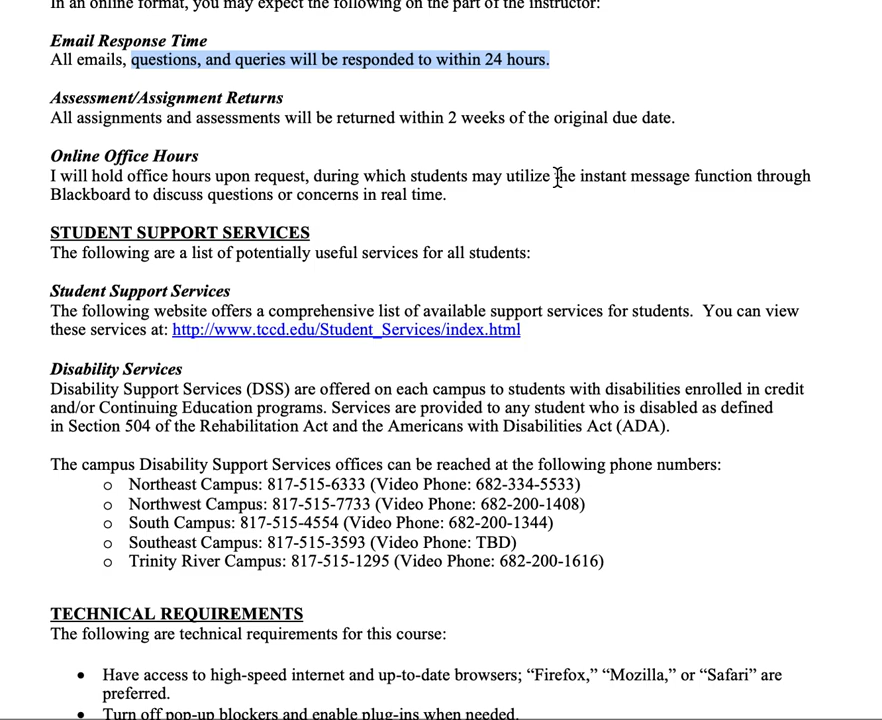 In an online format, you may expect the following on the part of the instructor:
Email Response Time
All emails, questions, and queries will be responded to within 24 hours.
Assessment/Assignment Returns
All assignments and assessments will be returned within 2 weeks of the original due date.
Online Office Hours
I will hold office hours upon request, during which students may utilize the instant message function through
Blackboard to discuss questions or concerns in real time.
STUDENT SUPPORT SERVICES
The following are a list of potentially useful services for all students:
Student Support Services
The following website offers a comprehensive list of available support services for students.  You can view
these services at: http://www.tccd.edu/Student_Services/index.html
Disability Services
Disability Support Services (DSS) are offered on each campus to students with disabilities enrolled in credit
and/or Continuing Education programs. Services are provided to any student who is disabled as defined
in Section 504 of the Rehabilitation Act and the Americans with Disabilities Act (ADA).
The campus Disability Support Services offices can be reached at the following phone numbers:
o Northeast Campus: 817-515-6333 (Video Phone: 682-334-5533)
o Northwest Campus: 817-515-7733 (Video Phone: 682-200-1408)
o South Campus: 817-515-4554 (Video Phone: 682-200-1344)
o Southeast Campus: 817-515-3593 (Video Phone: TBD)
o Trinity River Campus: 817-515-1295 (Video Phone: 682-200-1616)
TECHNICAL REQUIREMENTS
The following are technical requirements for this course:
• Have access to high-speed internet and up-to-date browsers; “Firefox,” “Mozilla,” or “Safari” are
preferred.
• Turn off pop-up blockers and enable plug-ins when needed.